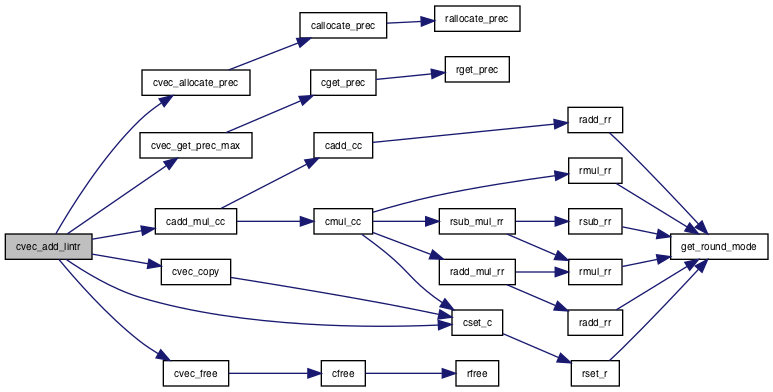 rallocate_prec
callocate_prec
rget_prec
cvec_allocate_prec
cget_prec
radd_rr
cvec_get_prec_max
cadd_cc
rmul_rr
cadd_mul_cc
cmul_cc
rsub_mul_rr
rsub_rr
cvec_add_lintr
get_round_mode
cvec_copy
radd_mul_rr
rmul_rr
cset_c
radd_rr
cvec_free
cfree
rfree
rset_r